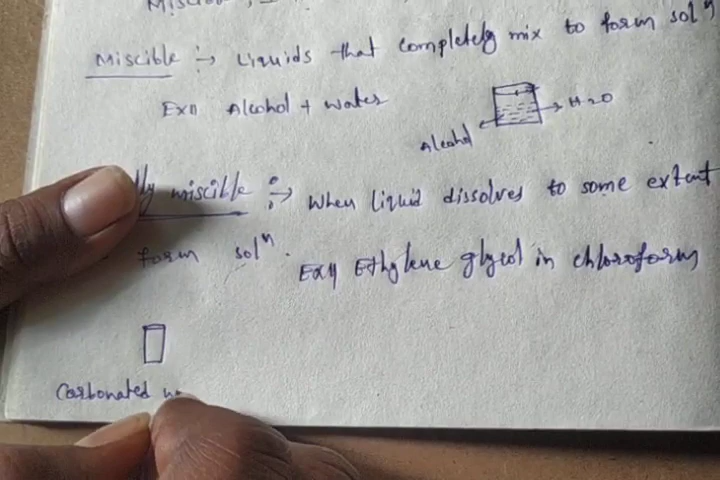 Miscible :→ Liquids that completely mix to form solⁿ
Ex:- Alcohol + water
Alcohol
H2O
miscible :→ When liquid dissolves to some extent
form solⁿ.
Ex:- Ethylene glycol in chloroform
Carbonated